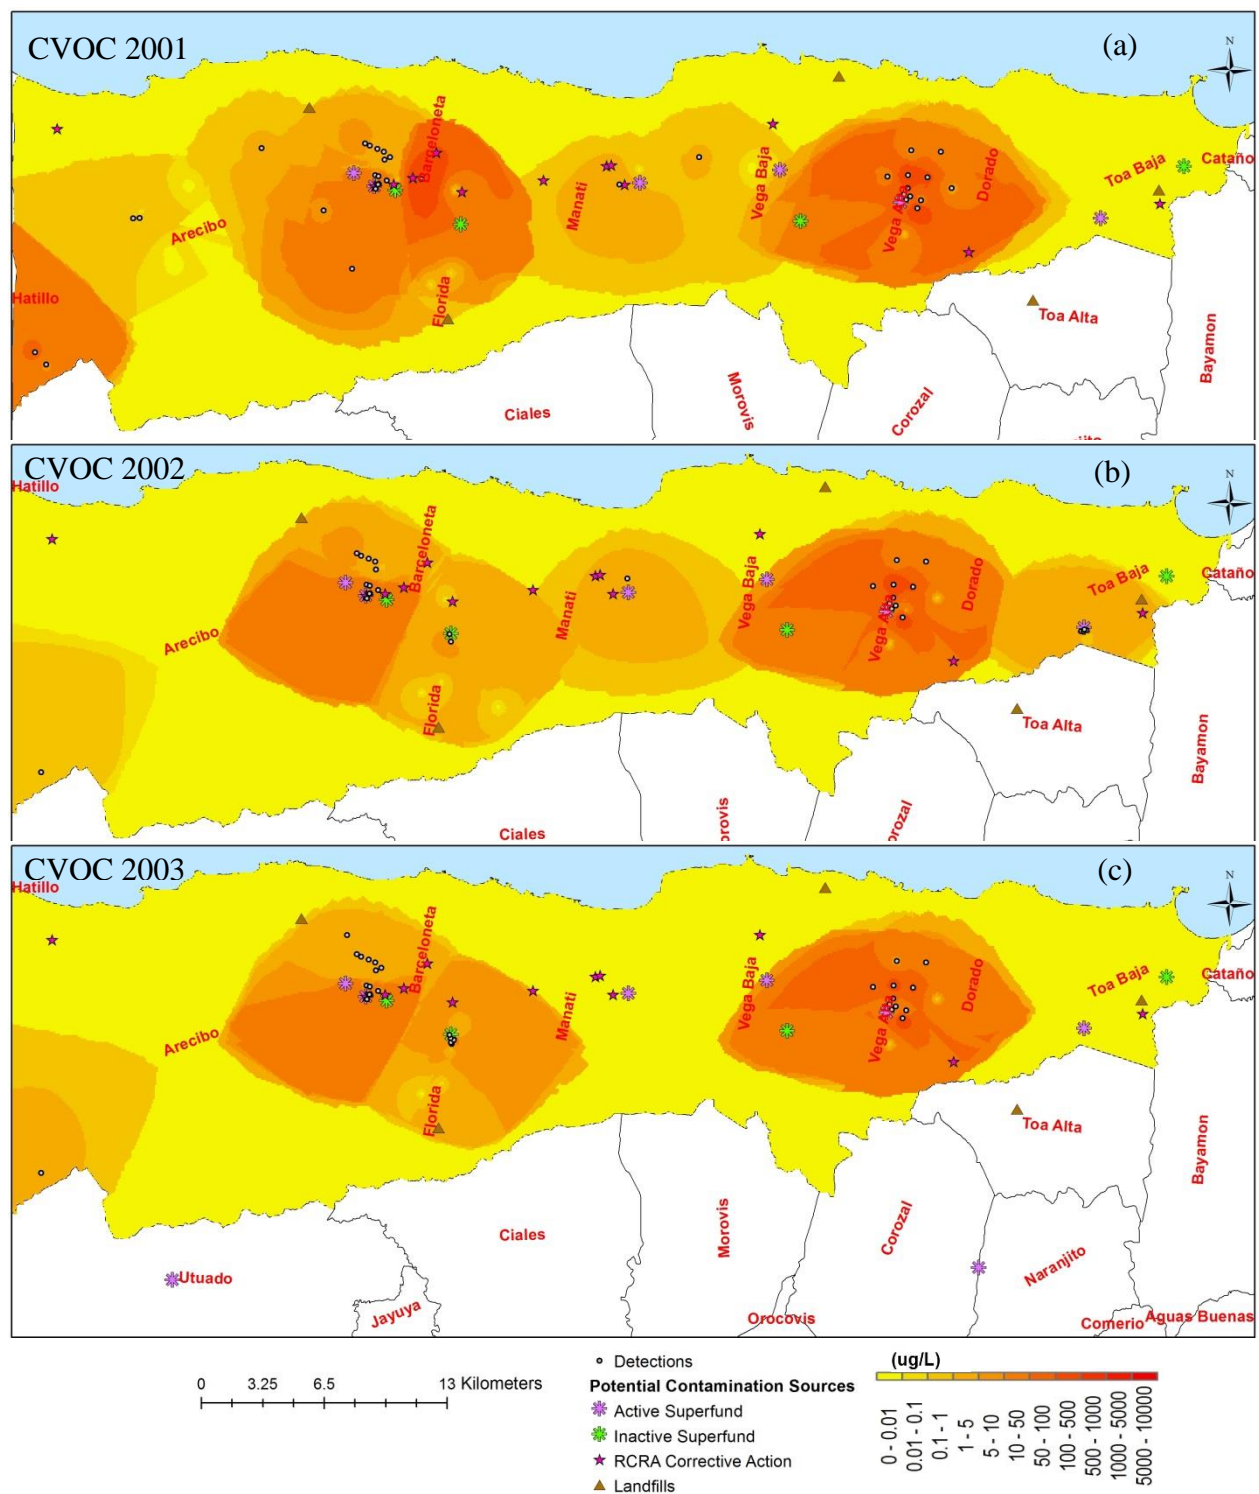 CVOC 2001
(a)
N
Barceloneta
Vega Baja
Dorado
Toa Baja
Cataño
Arecibo
Manati
Vega A
Hatillo
Florida
Toa Alta
Bayamon
Ciales
Morovis
Corozal
CVOC 2002
(b)
N
Hatillo
Barceloneta
Vega Baja
Dorado
Toa Baja
Cataño
Arecibo
Manati
Vega A
Florida
Toa Alta
Bayamon
Ciales
orovis
orozal
CVOC 2003
(c)
N
Hatillo
Barceloneta
Vega Baja
Dorado
Toa Baja
Cataño
Arecibo
Manati
Vega A
Florida
Toa Alta
Bayamon
Ciales
Morovis
Corozal
Naranjito
Utuado
Jayuya
Orocovis
Comerio
Aguas Buenas
0 3.25 6.5 13 Kilometers
Detections
Potential Contamination Sources
Active Superfund
Inactive Superfund
RCRA Corrective Action
Landfills
(ug/L)
0 - 0.01
0.01 - 0.1
0.1 - 1
1 - 5
5 - 10
10 - 50
50 - 100
100 - 500
500 - 1000
1000 - 5000
5000 - 10000